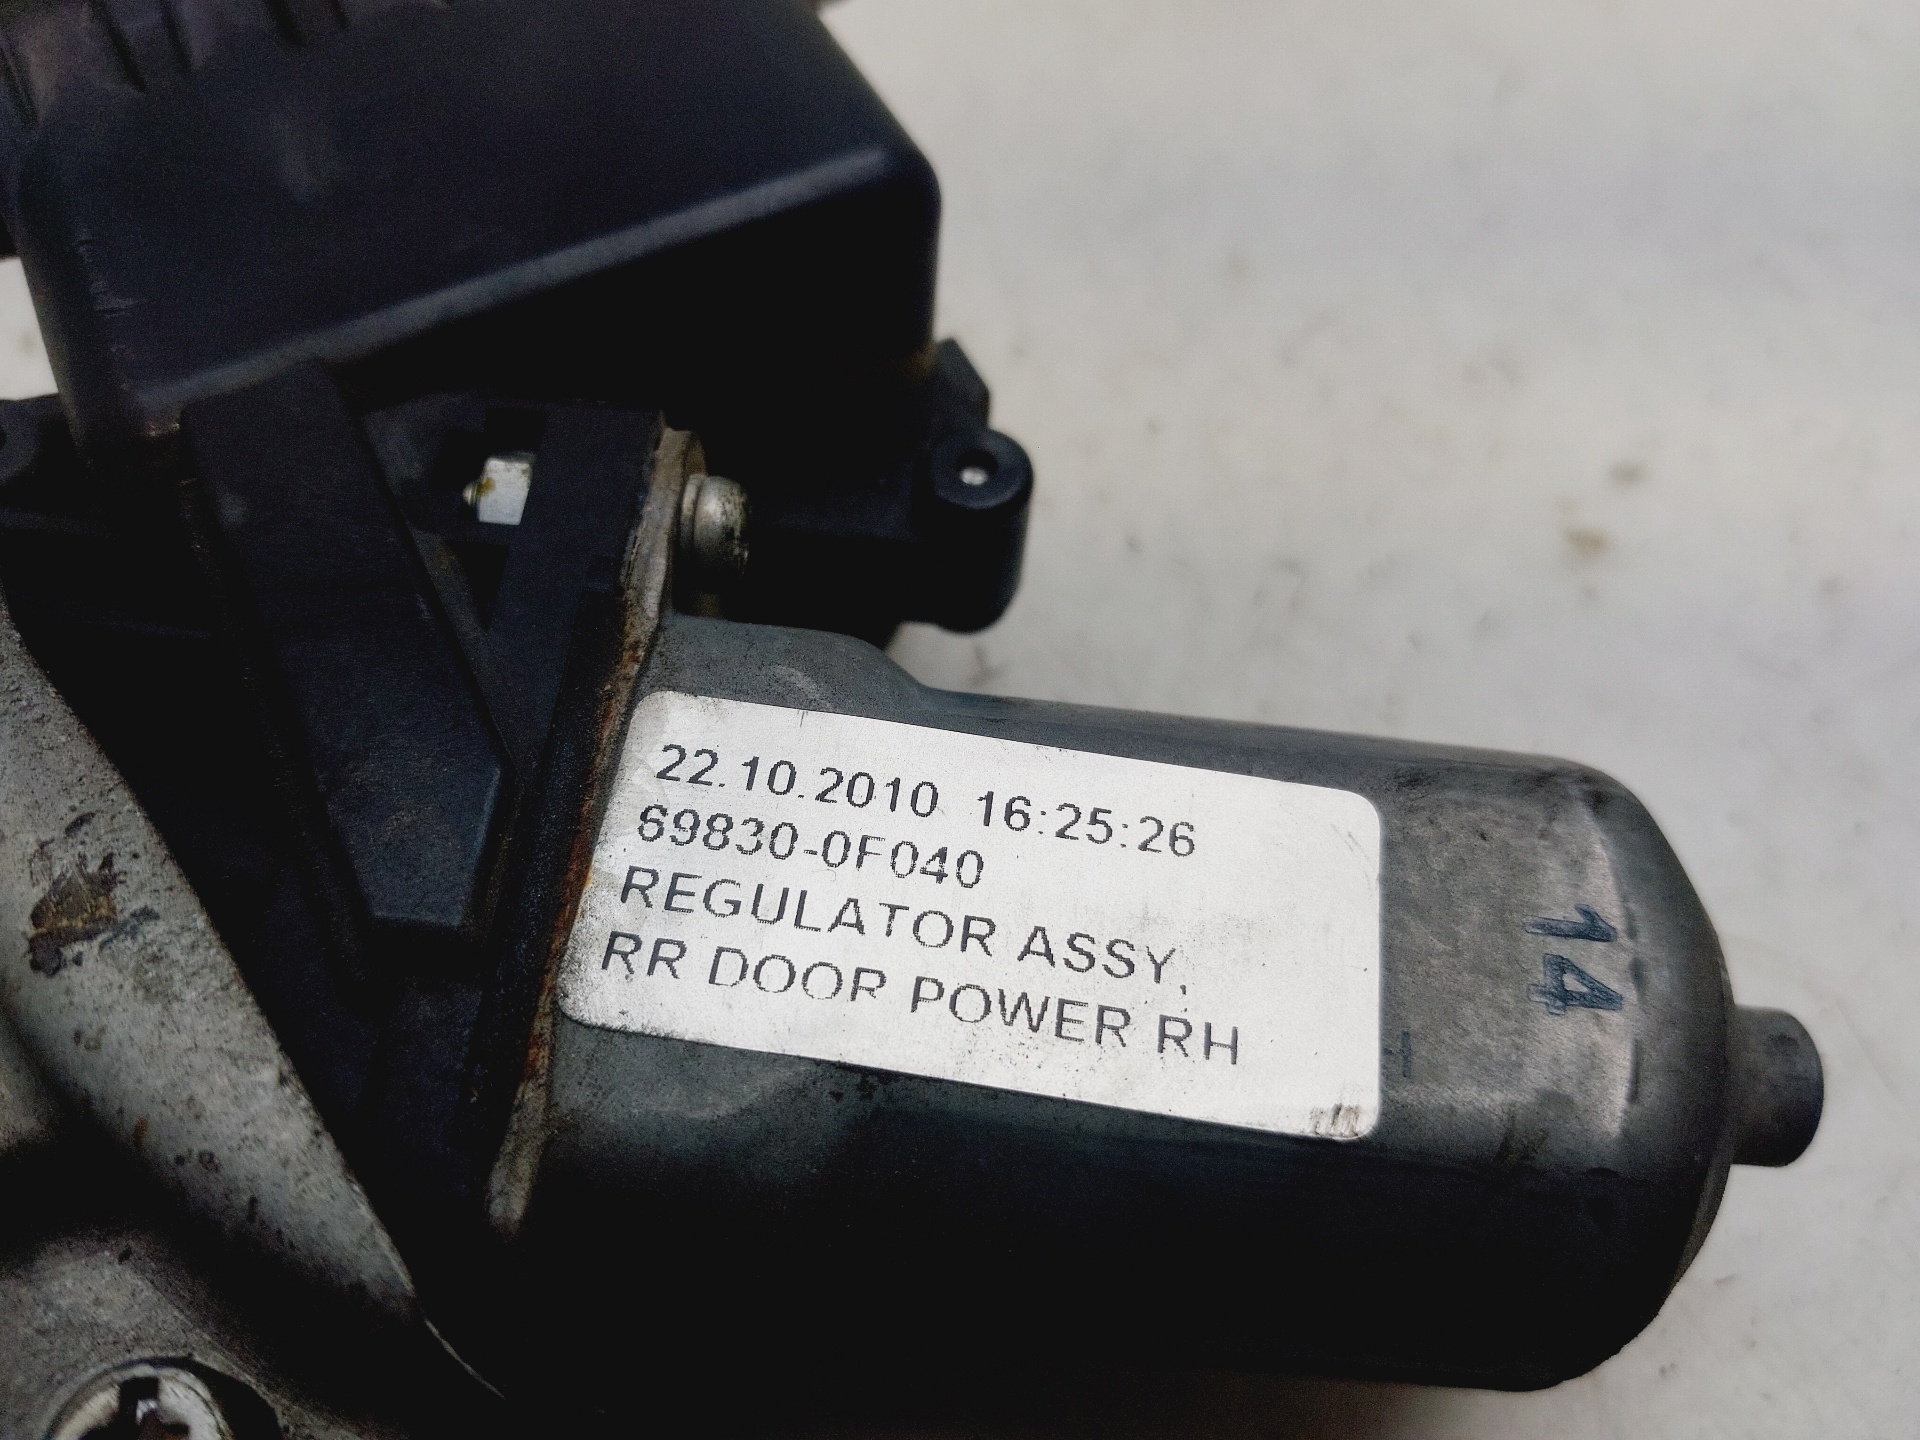 22.10.2010 16:25:26
69830-0F040
REGULATOR ASSY,
RR DOOR POWER RH
14